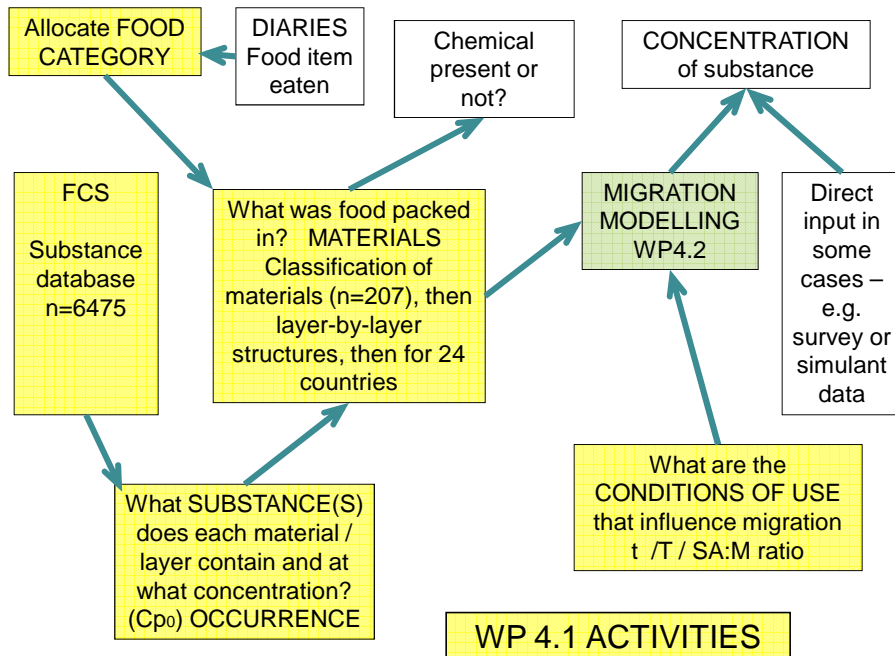 Allocate FOOD
CATEGORY
DIARIES
Food item
eaten
Chemical
present or
not?
CONCENTRATION
of substance
FCS
Substance
database
n=6475
What was food packed
in? MATERIALS
Classification of
materials (n=207), then
layer-by-layer
structures, then for 24
countries
MIGRATION
MODELLING
WP4.2
Direct
input in
some
cases –
e.g.
survey or
simulant
data
What SUBSTANCE(S)
does each material /
layer contain and at
what concentration?
(Cp0) OCCURRENCE
What are the
CONDITIONS OF USE
that influence migration
t /T / SA:M ratio
WP 4.1 ACTIVITIES